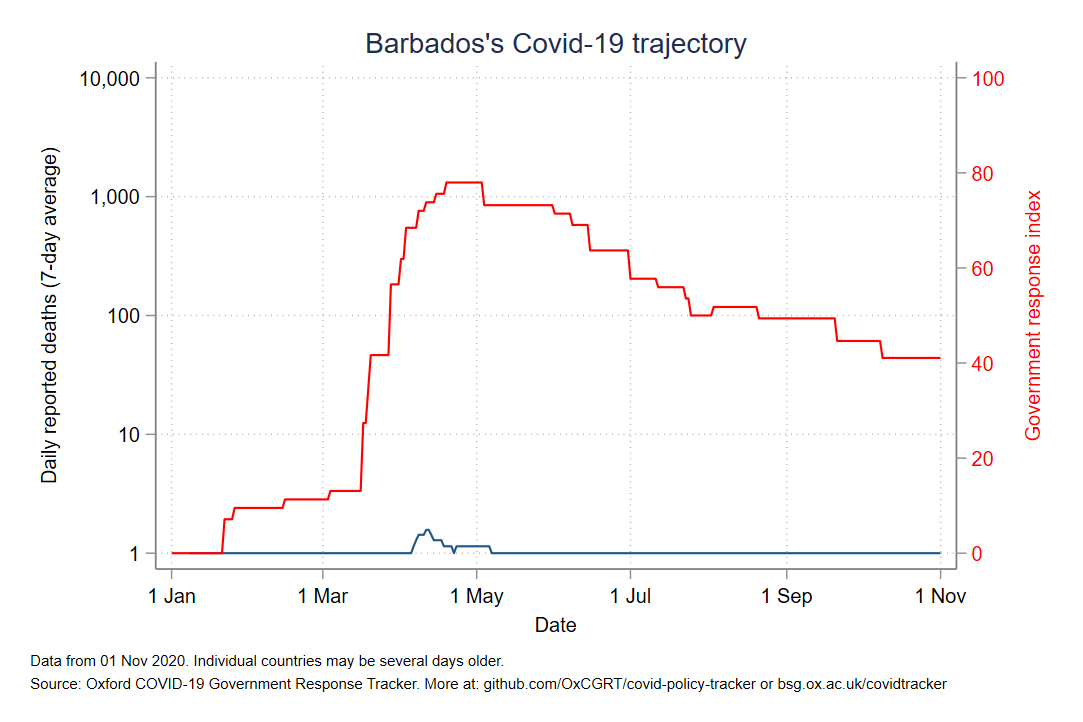 Barbados's Covid-19 trajectory
Daily reported deaths (7-day average)
10,000
1,000
100
10
1
100
80
60
40
20
0
Government response index
1 Jan 1 Mar 1 May 1 Jul 1 Sep 1 Nov
Date
Data from 01 Nov 2020. Individual countries may be several days older.
Source: Oxford COVID-19 Government Response Tracker. More at: github.com/OxCGRT/covid-policy-tracker or bsg.ox.ac.uk/covidtracker